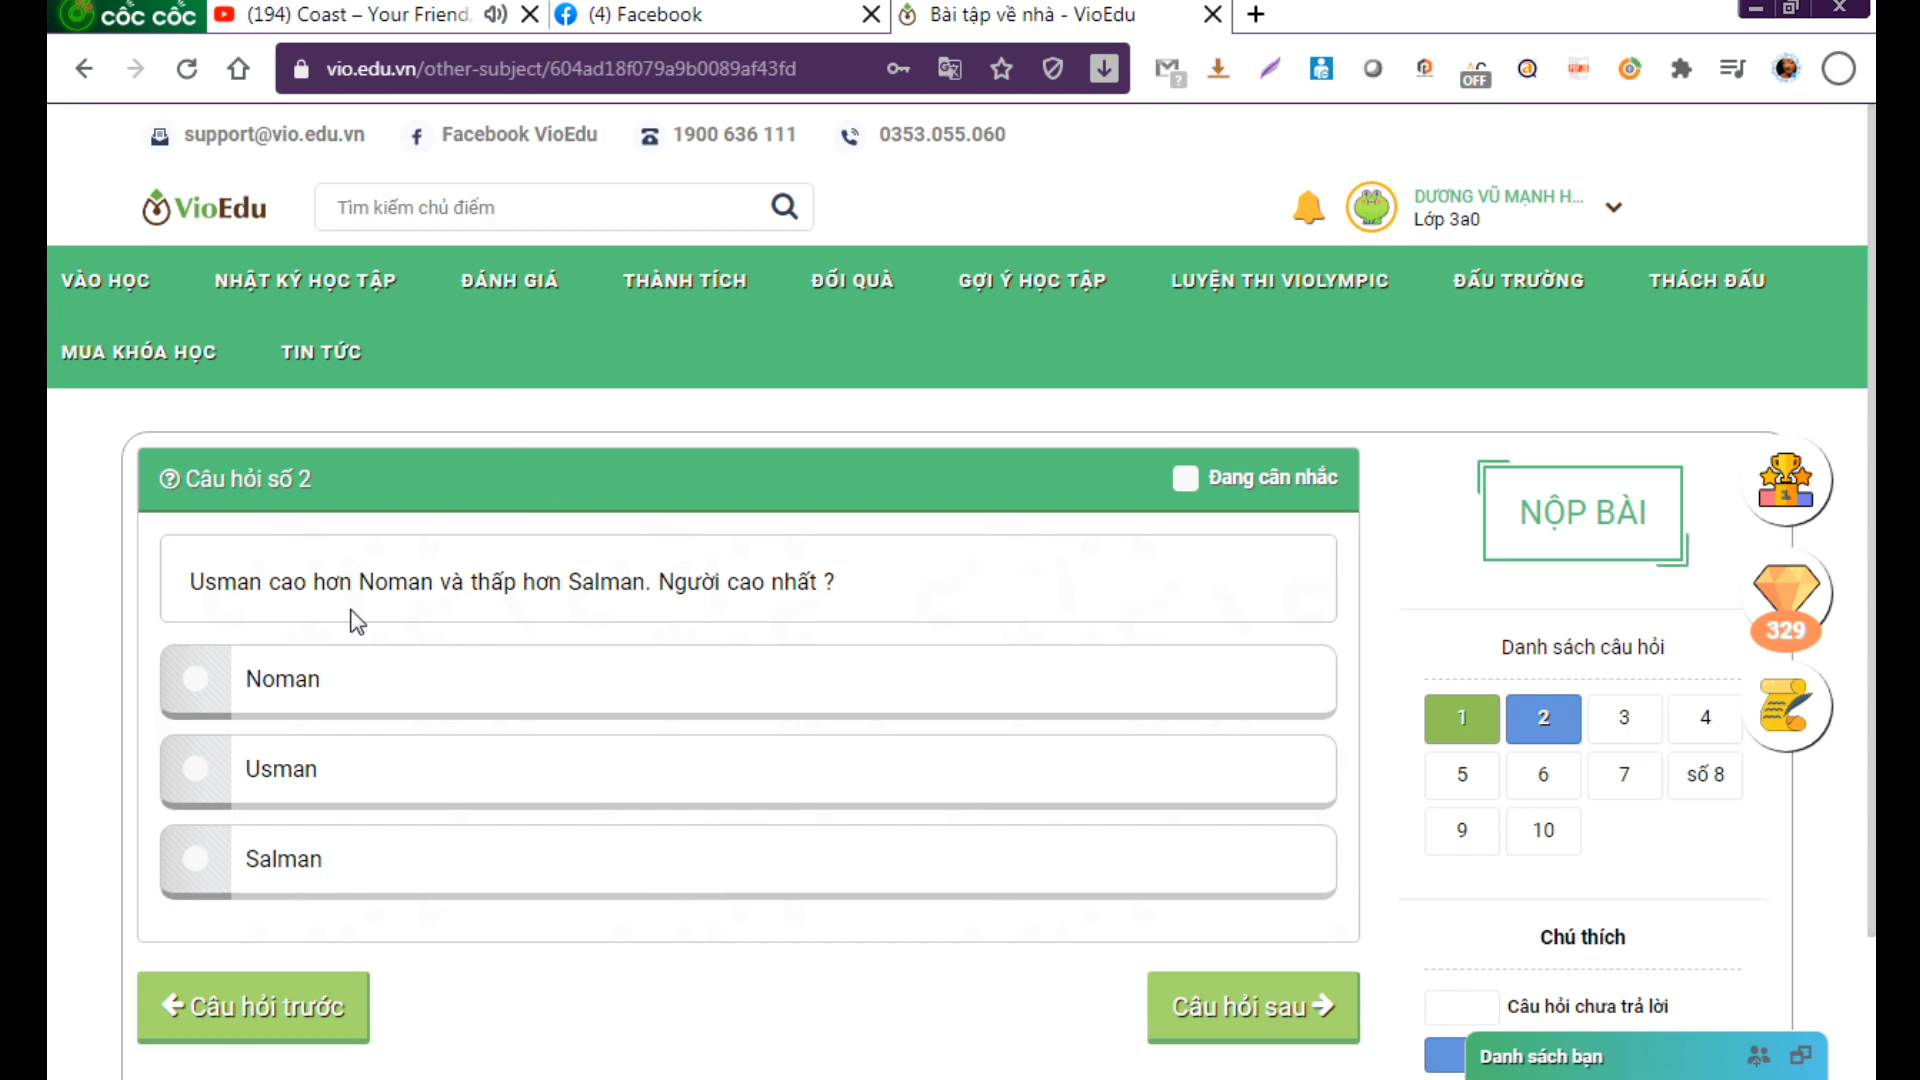 cốc cốc
(194) Coast – Your Friend,
(4) Facebook
Bài tập về nhà - VioEdu
vio.edu.vn/other-subject/604ad18f079a9b0089af43fd
OFF
support@vio.edu.vn
Facebook VioEdu
1900 636 111
0353.055.060
VioEdu
Tìm kiếm chủ điểm
DƯƠNG VŨ MẠNH H...
Lớp 3a0
VÀO HỌC
NHẬT KÝ HỌC TẬP
ĐÁNH GIÁ
THÀNH TÍCH
ĐỔI QUÀ
GỢI Ý HỌC TẬP
LUYỆN THI VIOLYMPIC
ĐẤU TRƯỜNG
THÁCH ĐẤU
MUA KHÓA HỌC
TIN TỨC
Câu hỏi số 2
Đang cân nhắc
Usman cao hơn Noman và thấp hơn Salman. Người cao nhất ?
Noman
Usman
Salman
Câu hỏi trước
Câu hỏi sau
NỘP BÀI
1
329
Danh sách câu hỏi
1
2
3
4
5
6
7
số 8
9
10
Chú thích
Câu hỏi chưa trả lời
Danh sách bạn